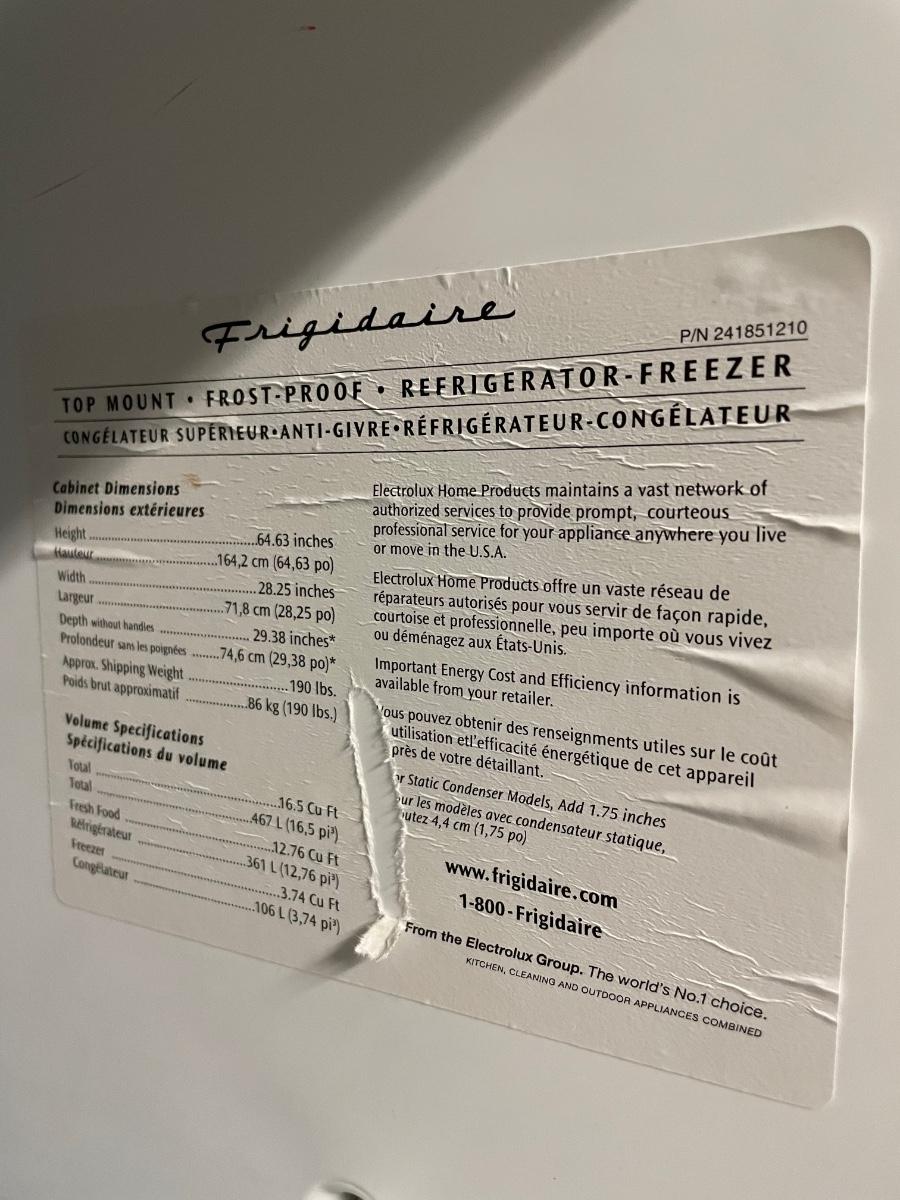 Frigidaire
P/N 241851210
TOP MOUNT • FROST-PROOF • REFRIGERATOR-FREEZER
CONGÉLATEUR SUPÉRIEUR•ANTI-GIVRE•RÉFRIGÉRATEUR-CONGÉLATEUR
Cabinet Dimensions
Dimensions extérieures
Height ........ 64.63 inches
Hauteur ........ 164,2 cm (64,63 po)
Width ........ 28.25 inches
Largeur ........ 71,8 cm (28,25 po)
Depth without handles ........ 29.38 inches*
Prolondeur sans les poignées ........ 74,6 cm (29,38 po)*
Approx. Shipping Weight ........ 190 lbs.
Poids brut approximatif ........ 86 kg (190 lbs.)
Volume Specifications
Spécifications du volume
Total ........ 16.5 Cu Ft
Total ........ 467 L (16,5 pi³)
Fresh Food ........ 12.76 Cu Ft
Réfrigérateur ........ 361 L (12,76 pi³)
Freezer ........ 3.74 Cu Ft
Congélateur ........ 106 L (3,74 pi³)
Electrolux Home Products maintains a vast network of
authorized services to provide prompt, courteous
professional service for your appliance anywhere you live
or move in the U.S.A.
Electrolux Home Products offre un vaste réseau de
réparateurs autorisés pour vous servir de façon rapide,
courtoise et professionnelle, peu importe où vous vivez
ou déménagez aux États-Unis.
Important Energy Cost and Efficiency information is
available from your retailer.
ous pouvez obtenir des renseignments utiles sur le coût
utilisation etl'efficacité énergétique de cet appareil
près de votre détaillant.
r Static Condenser Models, Add 1.75 inches
ur les modèles avec condensateur statique,
utez 4,4 cm (1,75 po)
www.frigidaire.com
1-800-Frigidaire
From the Electrolux Group. The world's No.1 choice.
KITCHEN, CLEANING AND OUTDOOR APPLIANCES COMBINED